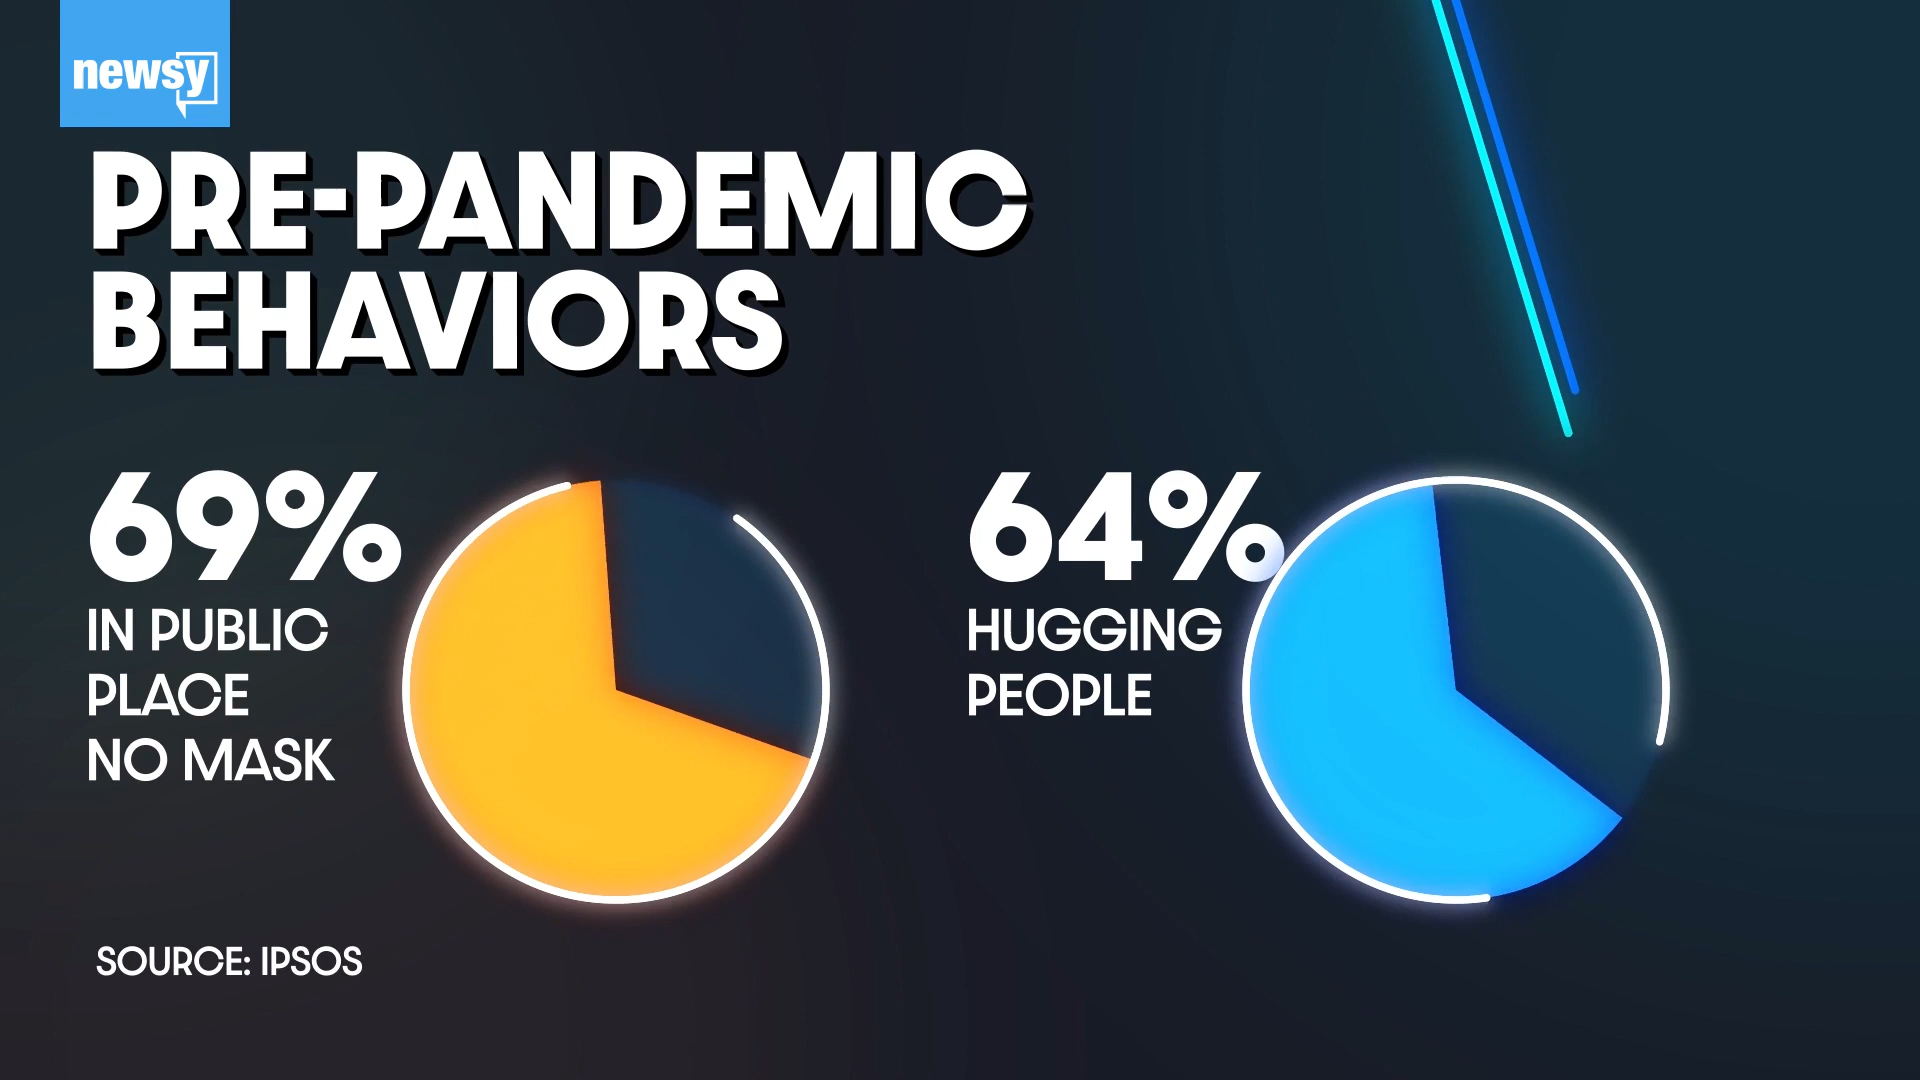 newsy
PRE-PANDEMIC
BEHAVIORS
69%
IN PUBLIC
PLACE
NO MASK
64%
HUGGING
PEOPLE
SOURCE: IPSOS